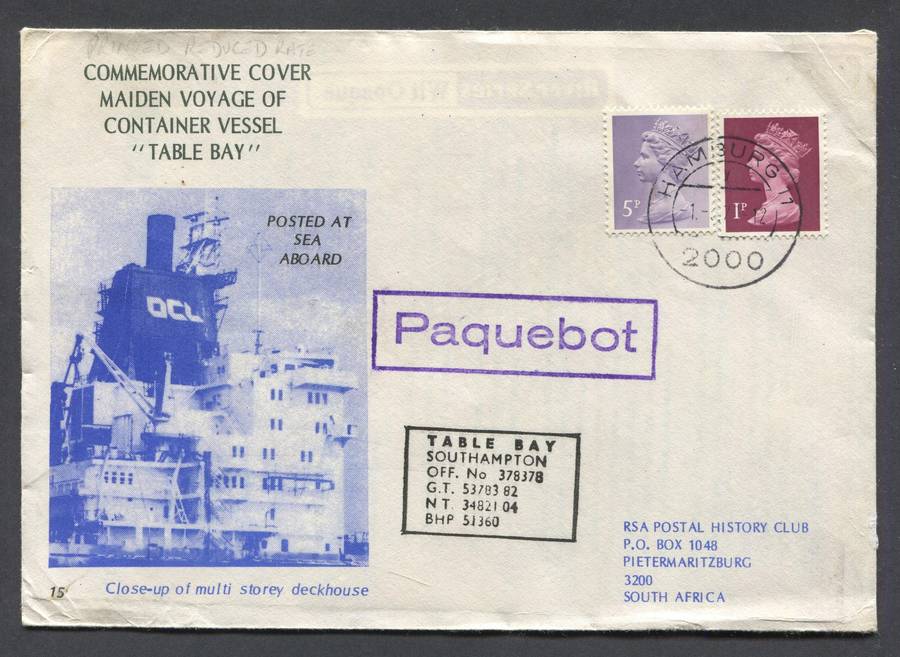 PRINTED REDUCED RATE
COMMEMORATIVE COVER
MAIDEN VOYAGE OF
CONTAINER VESSEL
"TABLE BAY"
POSTED AT
SEA
ABOARD
OCL
5P
1P
HAMBURG 11
2000
Paquebot
TABLE BAY
SOUTHAMPTON
OFF. No 378378
G.T. 53783 82
N T. 34821 04
BHP 51360
RSA POSTAL HISTORY CLUB
P.O. BOX 1048
PIETERMARITZBURG
3200
SOUTH AFRICA
15
Close-up of multi storey deckhouse